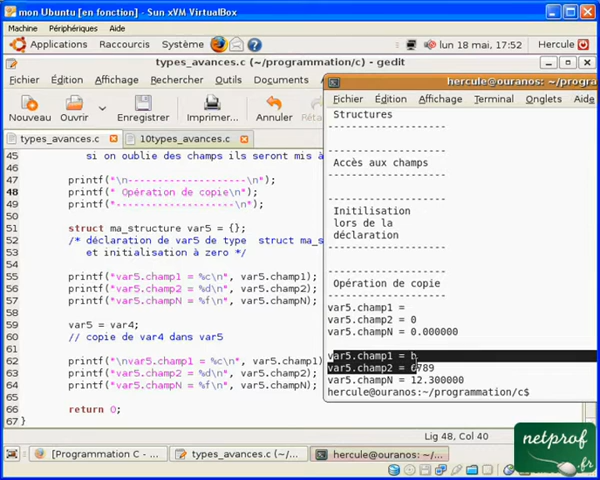 mon Ubuntu [en fonction] - Sun xVM VirtualBox
Machine Périphériques Aide
Applications Raccourcis Système lun 18 mai, 17:52 Hercule
types_avances.c (~/programmation/c) - gedit
Fichier Édition Affichage Rechercher Outils Documents
Nouveau Ouvrir Enregistrer Imprimer... Annuler
types_avances.c 10types_avances.c
45 si on oublie des champs ils seront mis à
46
47 printf("\n--------------------\n");
48 printf(" Opération de copie\n");
49 printf("--------------------\n");
50
51 struct ma_structure var5 = {};
52 /* déclaration de var5 de type struct ma_s
53 et initialisation à zero */
54
55 printf("var5.champ1 = %c\n", var5.champ1);
56 printf("var5.champ2 = %d\n", var5.champ2);
57 printf("var5.champN = %f\n", var5.champN);
58
59 var5 = var4;
60 // copie de var4 dans var5
61
62 printf("\nvar5.champ1 = %c\n", var5.champ1)
63 printf("var5.champ2 = %d\n", var5.champ2);
64 printf("var5.champN = %f\n", var5.champN);
65
66 return 0;
67 }
Lig 48, Col 40
hercule@ouranos: ~/progra
Fichier Édition Affichage Terminal Onglets Aide
Structures
--------------------
--------------------
Accès aux champs
--------------------
--------------------
Initilisation
lors de la
déclaration
--------------------
--------------------
Opération de copie
--------------------
var5.champ1 =
var5.champ2 = 0
var5.champN = 0.000000
var5.champ1 = b
var5.champ2 = 6789
var5.champN = 12.300000
hercule@ouranos:~/programmation/c$
[Programmation C - ... types_avances.c (~/... hercule@ouranos: ~/...
netprof
.fr